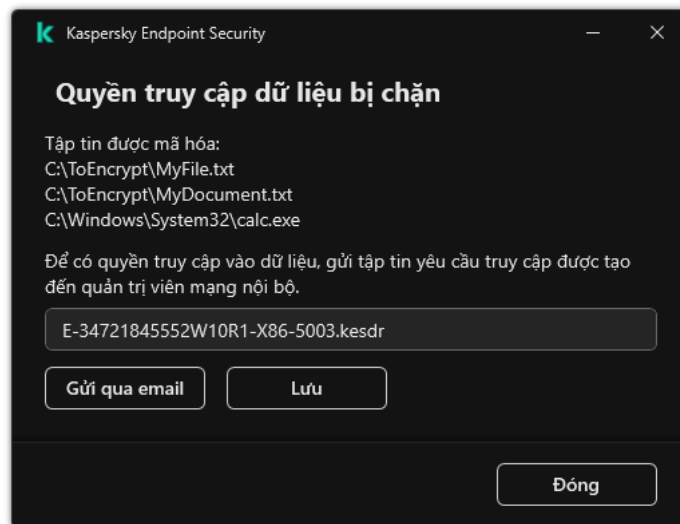 Kaspersky Endpoint Security
Quyền truy cập dữ liệu bị chặn
Tập tin được mã hóa:
C:\ToEncrypt\MyFile.txt
C:\ToEncrypt\MyDocument.txt
C:\Windows\System32\calc.exe
Để có quyền truy cập vào dữ liệu, gửi tập tin yêu cầu truy cập được tạo
đến quản trị viên mạng nội bộ.
E-34721845552W10R1-X86-5003.kesdr
Gửi qua email
Lưu
Đóng